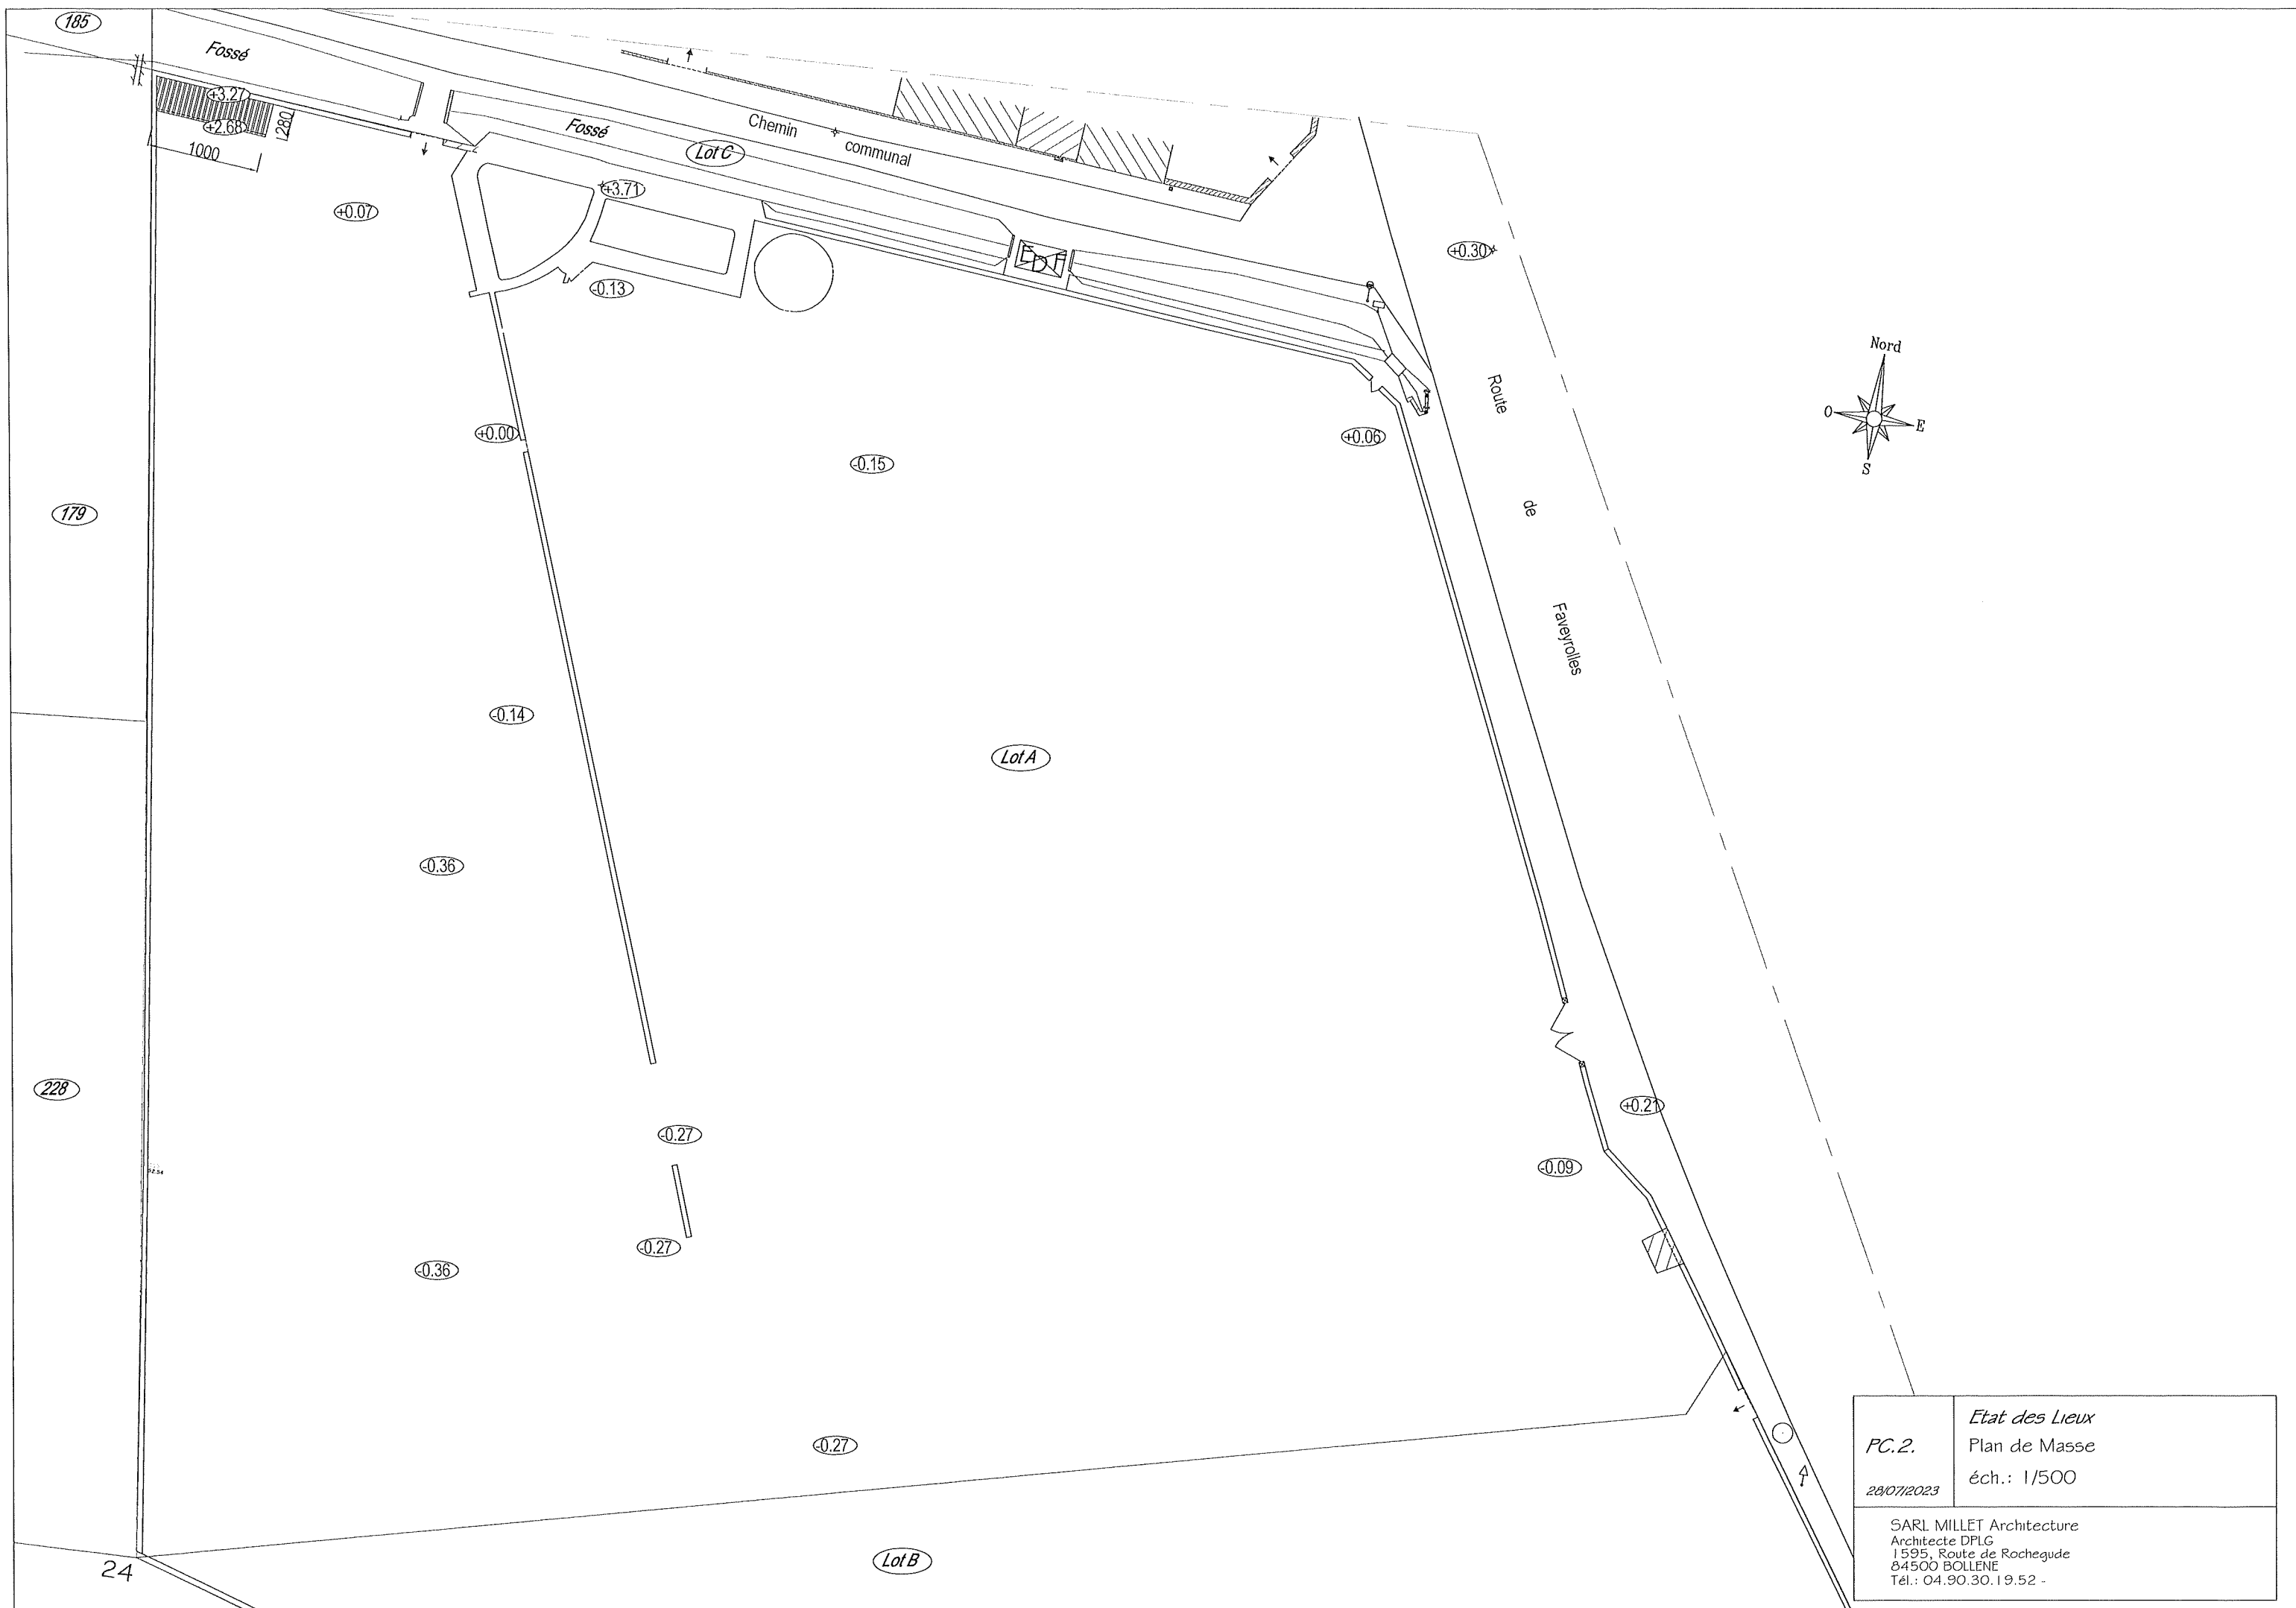 185
Fossé
+3.27
+2.68
280
1000
Fossé
Lot C
Chemin
communal
+3.71
+0.07
-0.13
EDF
+0.30
Nord
O
E
S
Route
de
Faveyrolles
+0.00
-0.15
+0.06
179
-0.14
Lot A
-0.36
228
-0.27
+0.21
-0.09
-0.27
-0.36
-0.27
24
Lot B
PC.2.
28/07/2023
Etat des Lieux
Plan de Masse
éch.: 1/500
SARL MILLET Architecture
Architecte DPLG
1595, Route de Rochegude
84500 BOLLENE
Tél.: 04.90.30.19.52 -